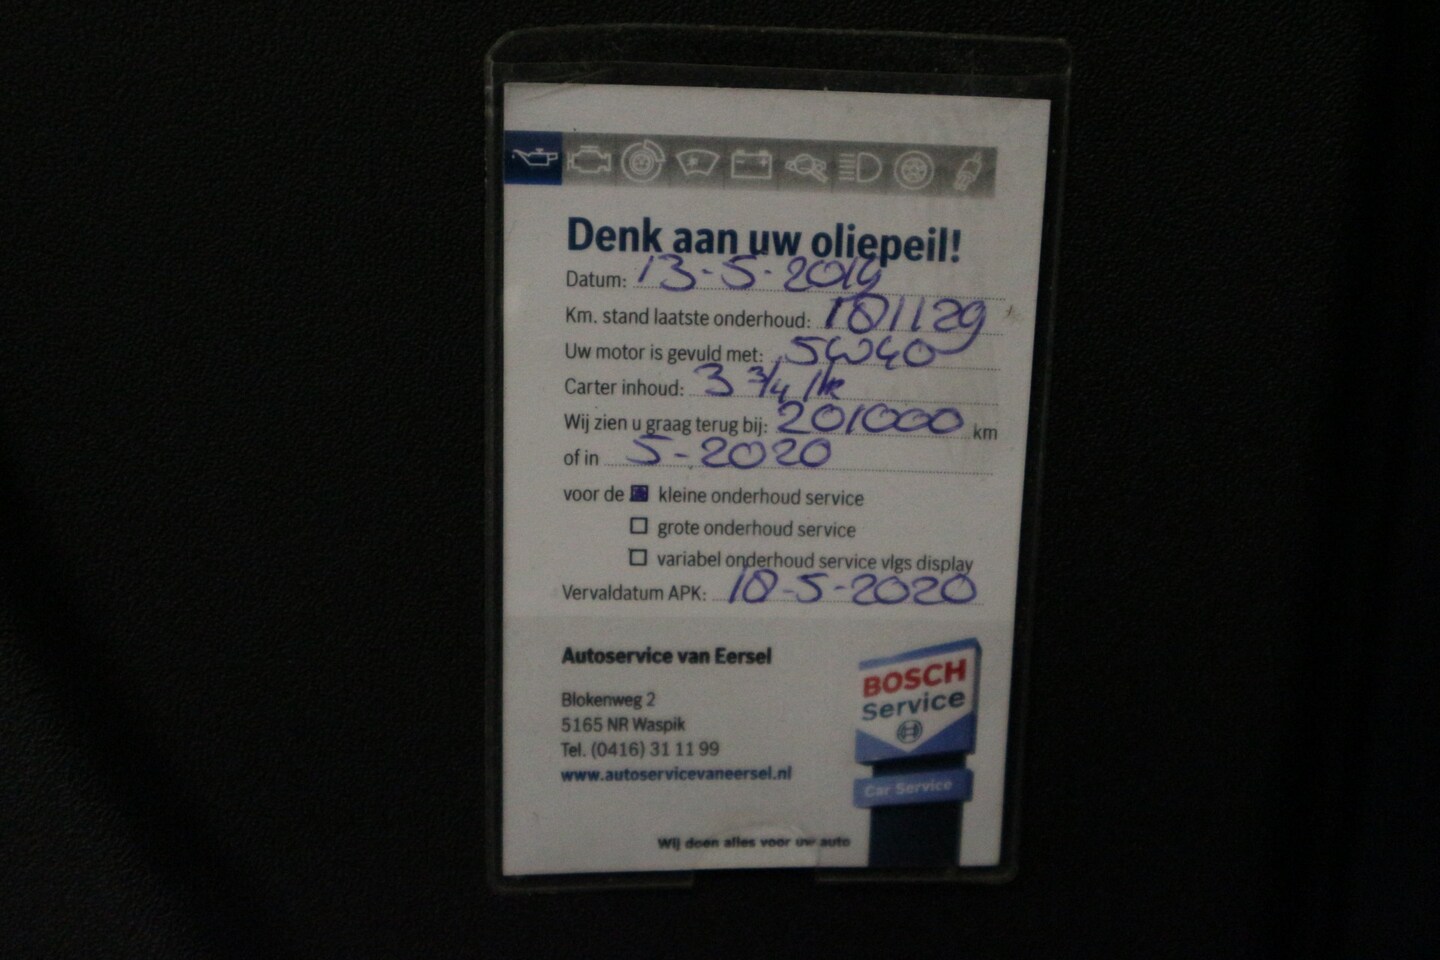 Denk aan uw oliepeil!
Datum: 13-5-2019
Km. stand laatste onderhoud: 181129
Uw motor is gevuld met: 5W40
Carter inhoud: 3 3/4 ltr
Wij zien u graag terug bij: 201000 km
of in 5-2020
voor de kleine onderhoud service
grote onderhoud service
variabel onderhoud service vlgs display
Vervaldatum APK: 18-5-2020
Autoservice van Eersel
Blokenweg 2
5165 NR Waspik
Tel. (0416) 31 11 99
www.autoservicevaneersel.nl
BOSCH
Service
Car Service
Wij doen alles voor uw auto